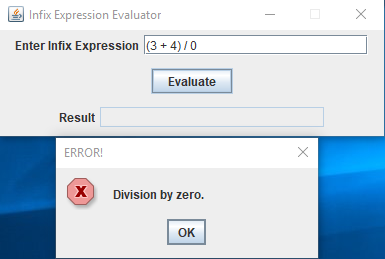 Infix Expression Evaluator
Enter Infix Expression (3 + 4) / 0
Evaluate
Result
ERROR!
Division by zero.
OK